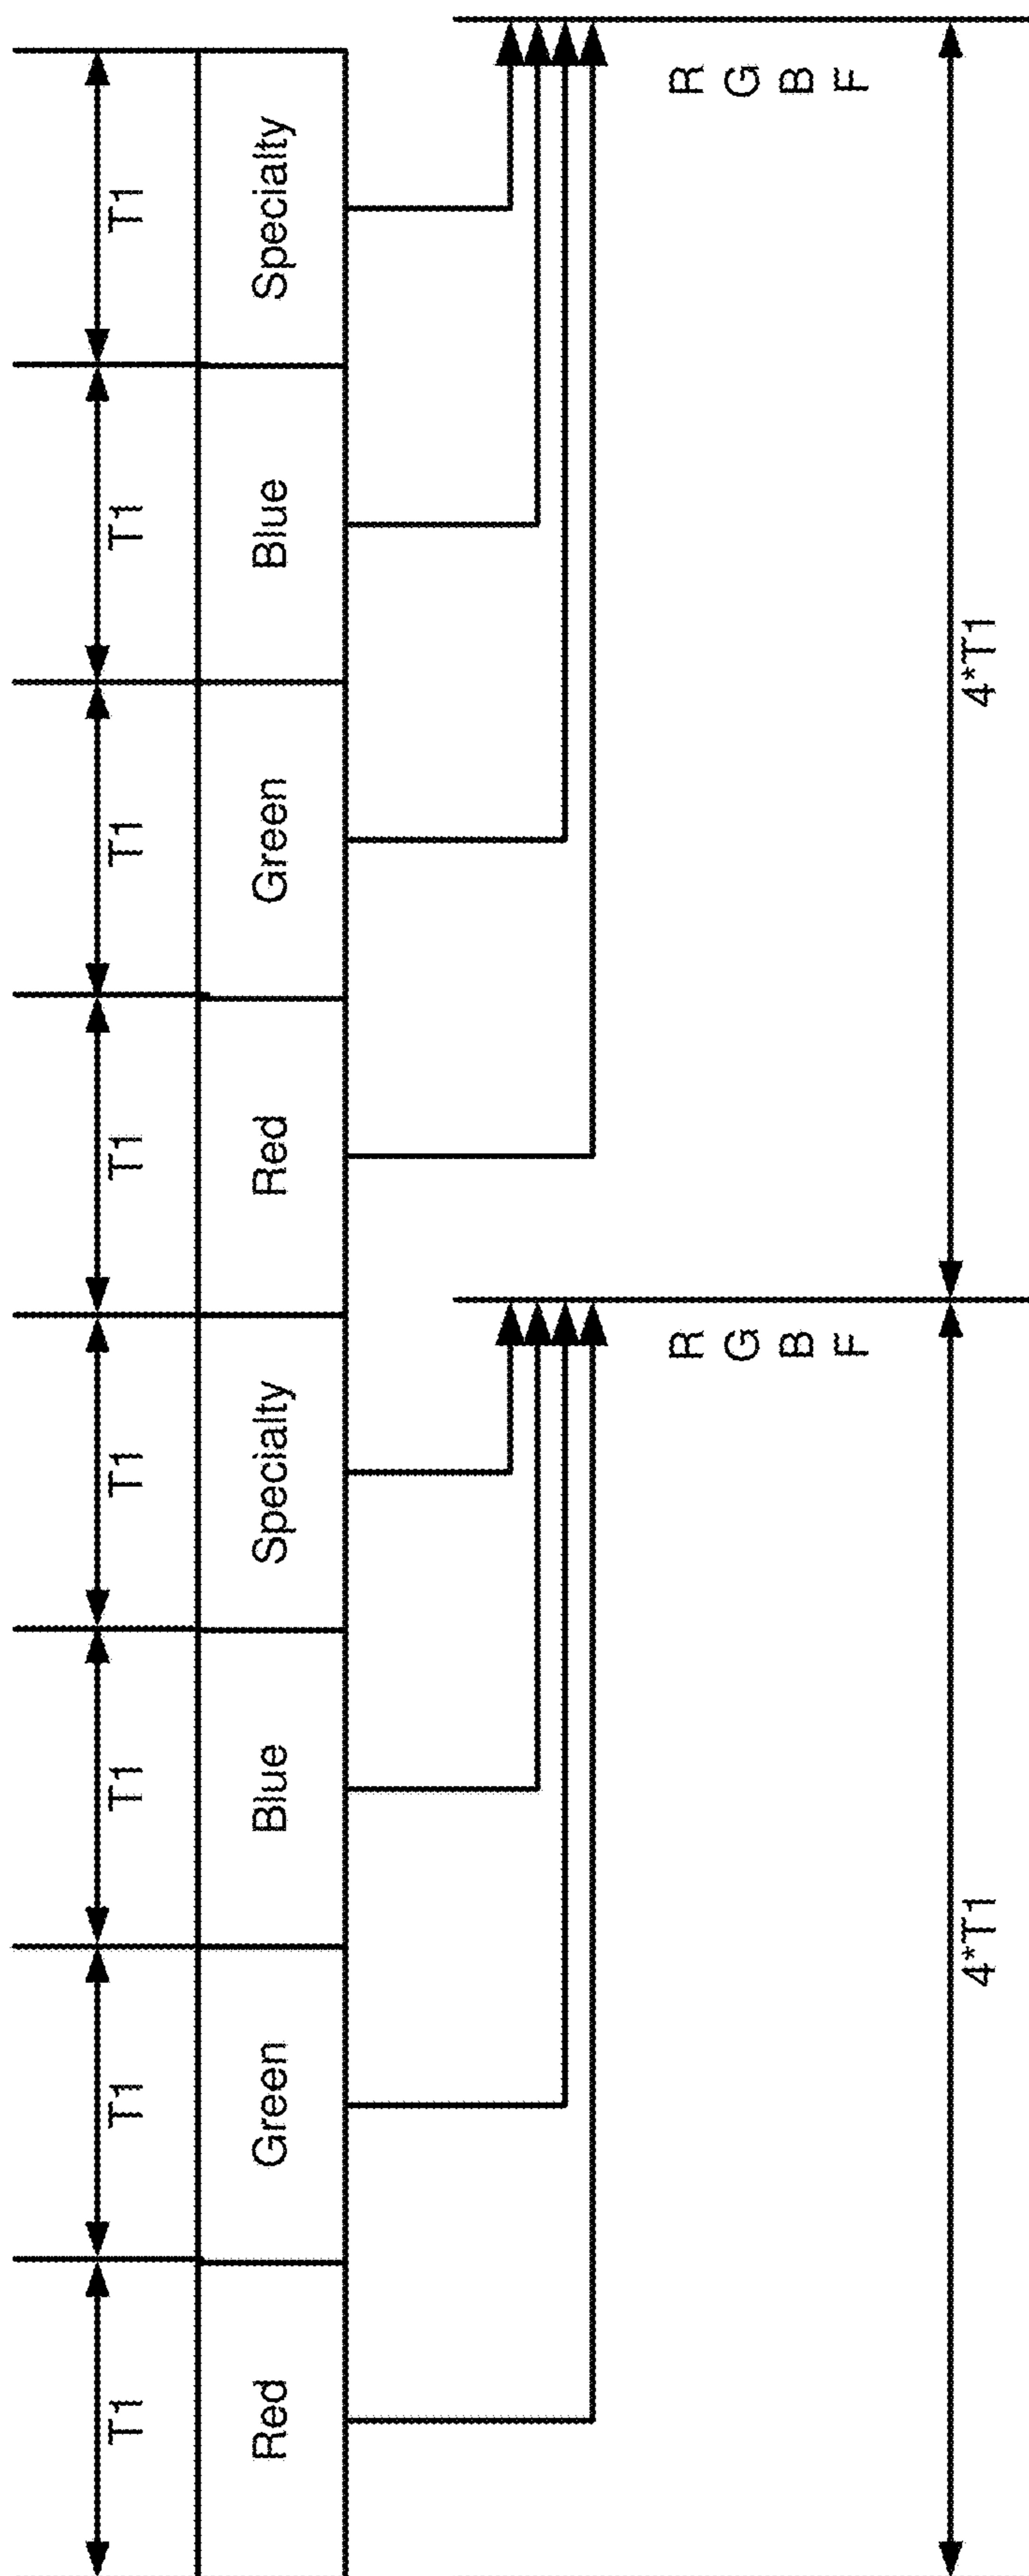 T1 T1 T1 T1 T1 T1 T1 T1
Red Green Blue Specialty Red Green Blue Specialty
R R
G G
B B
F F
4*T1 4*T1